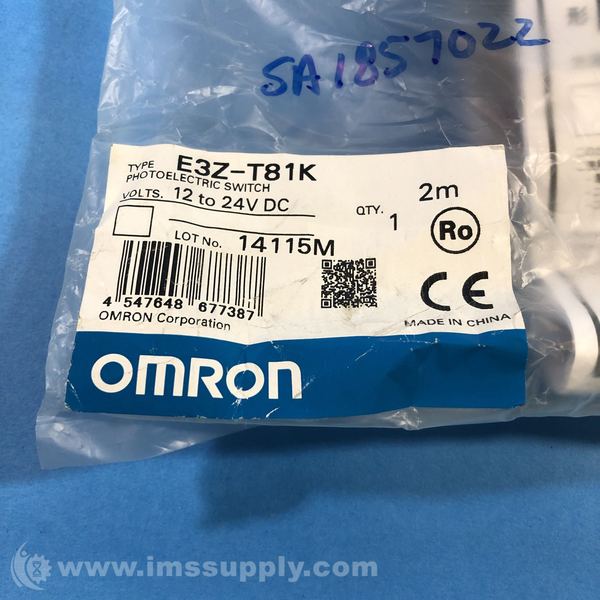 SA1857022
TYPE E3Z-T81K
PHOTOELECTRIC SWITCH
VOLTS. 12 to 24V DC
QTY. 1
2m
Ro
LOT No. 14115M
4 547648 677387
OMRON Corporation
CE
MADE IN CHINA
OMRON
www.imssupply.com